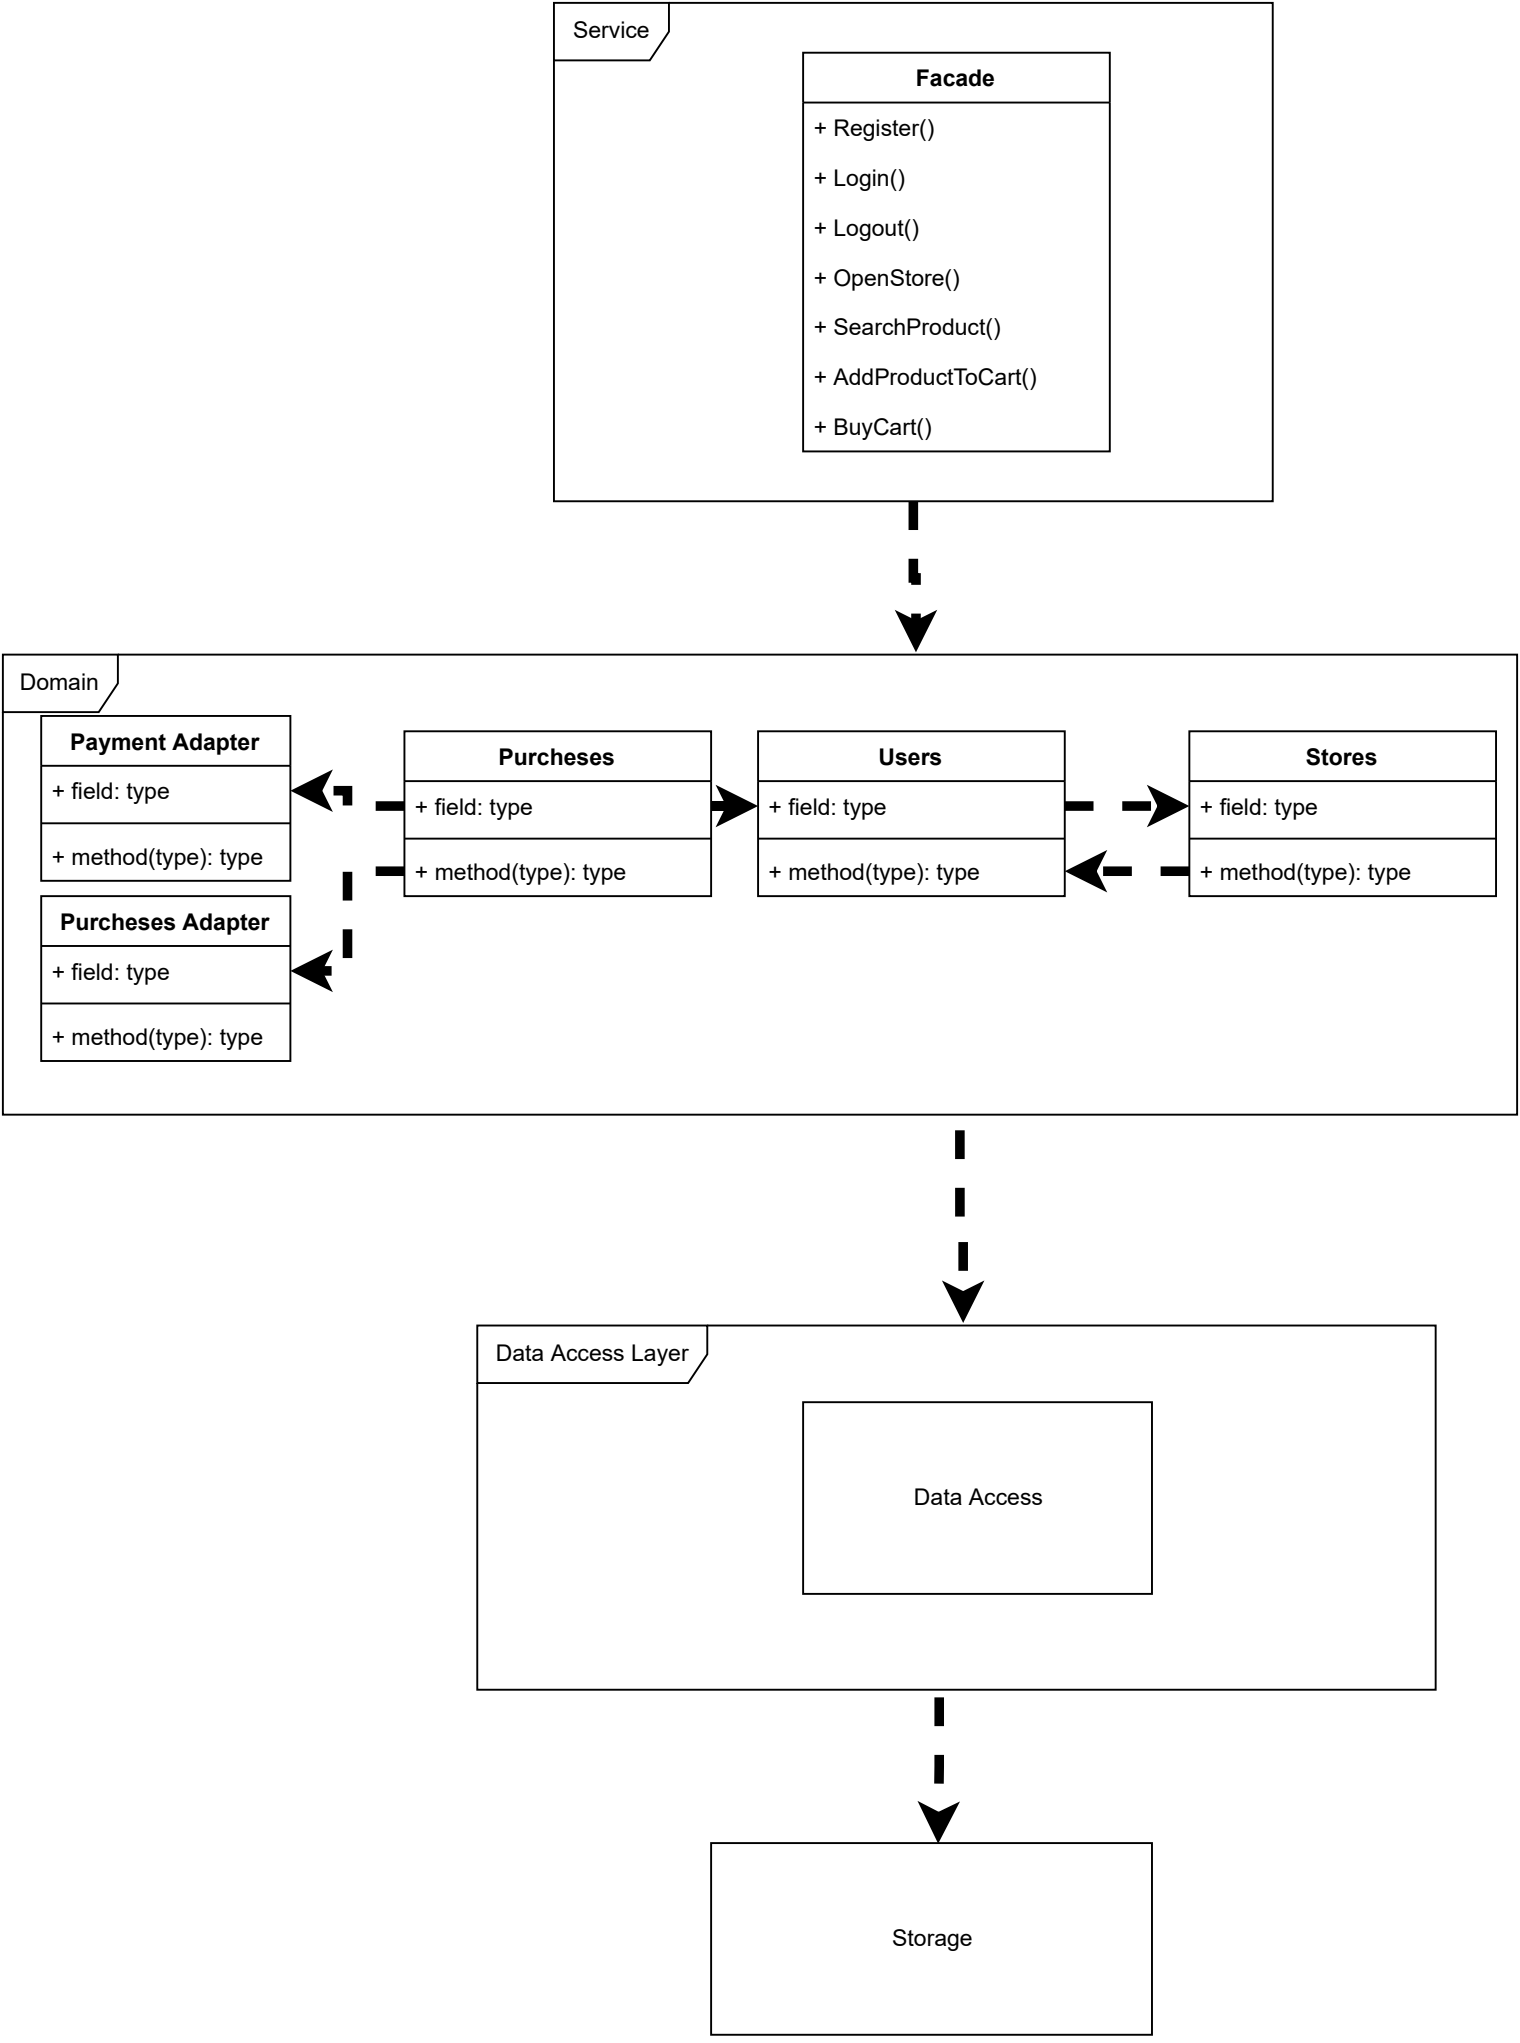 Service
Facade
+ Register()
+ Login()
+ Logout()
+ OpenStore()
+ SearchProduct()
+ AddProductToCart()
+ BuyCart()
Domain
Payment Adapter
+ field: type
+ method(type): type
Purcheses Adapter
+ field: type
+ method(type): type
Purcheses
+ field: type
+ method(type): type
Users
+ field: type
+ method(type): type
Stores
+ field: type
+ method(type): type
Data Access Layer
Data Access
Storage